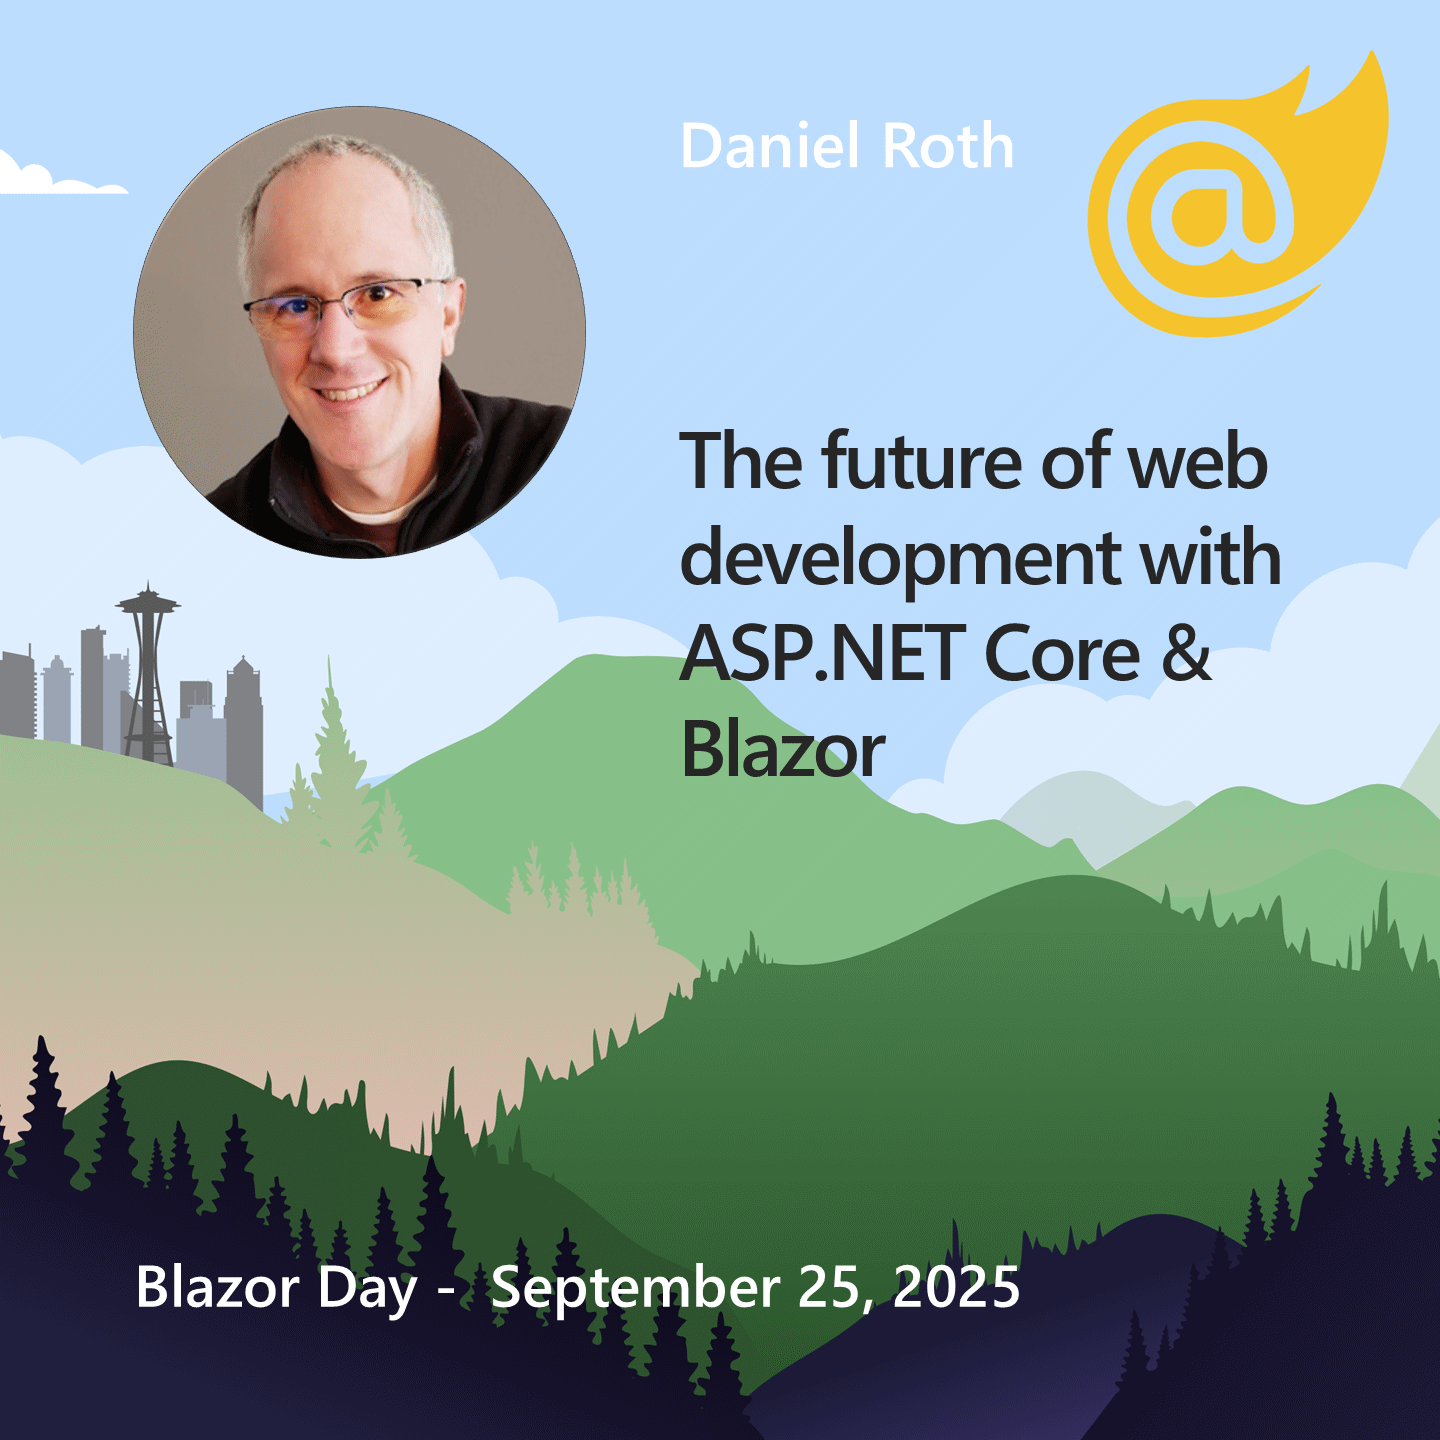 Daniel Roth
@
The future of web
development with
ASP.NET Core &
Blazor
Blazor Day - September 25, 2025